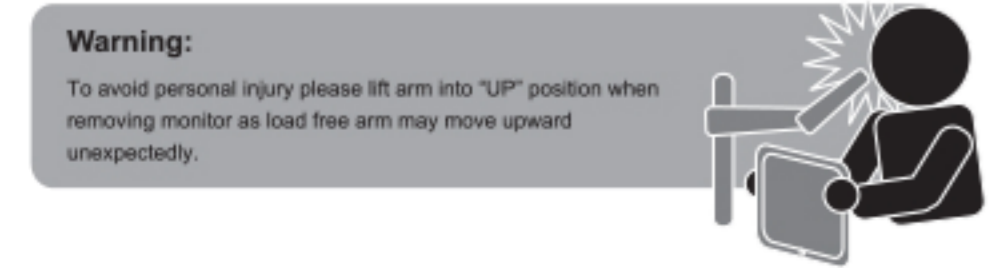 Warning:
To avoid personal injury please lift arm into "UP" position when
removing monitor as load free arm may move upward
unexpectedly.